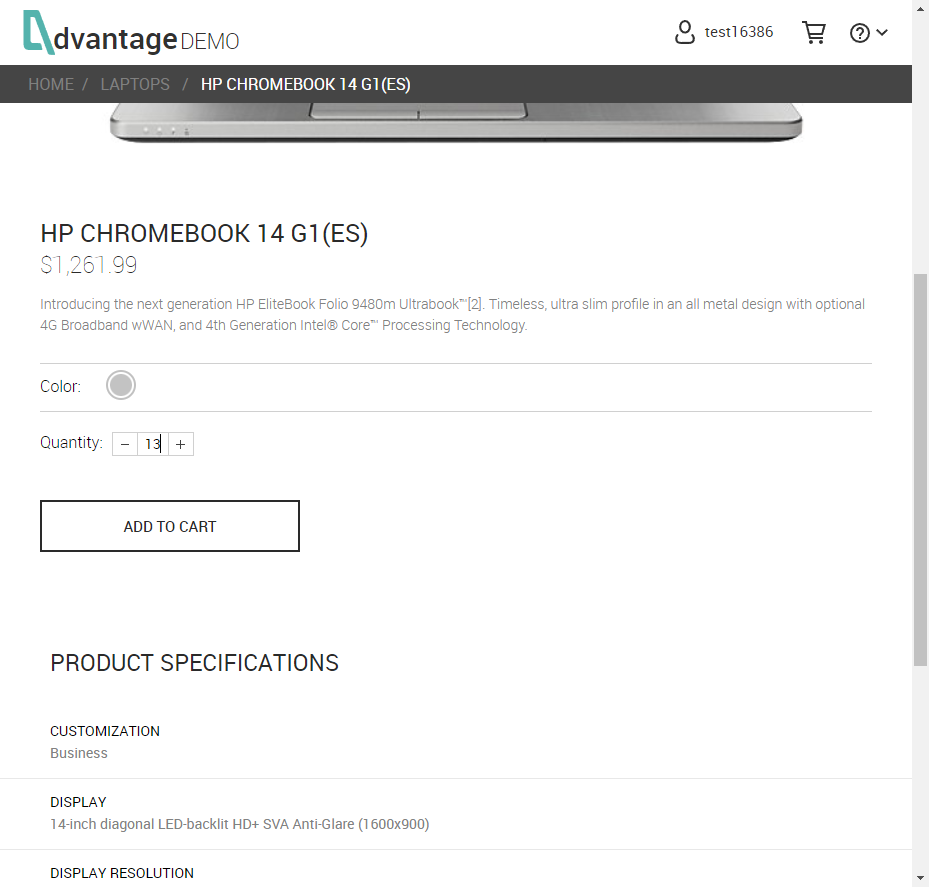 dvantage DEMO
test16386
HOME / LAPTOPS / HP CHROMEBOOK 14 G1(ES)
HP CHROMEBOOK 14 G1(ES)
$1,261.99
Introducing the next generation HP EliteBook Folio 9480m Ultrabook™[2]. Timeless, ultra slim profile in an all metal design with optional
4G Broadband wWAN, and 4th Generation Intel® Core™ Processing Technology.
Color:
Quantity: − 13 +
ADD TO CART
PRODUCT SPECIFICATIONS
CUSTOMIZATION
Business
DISPLAY
14-inch diagonal LED-backlit HD+ SVA Anti-Glare (1600x900)
DISPLAY RESOLUTION